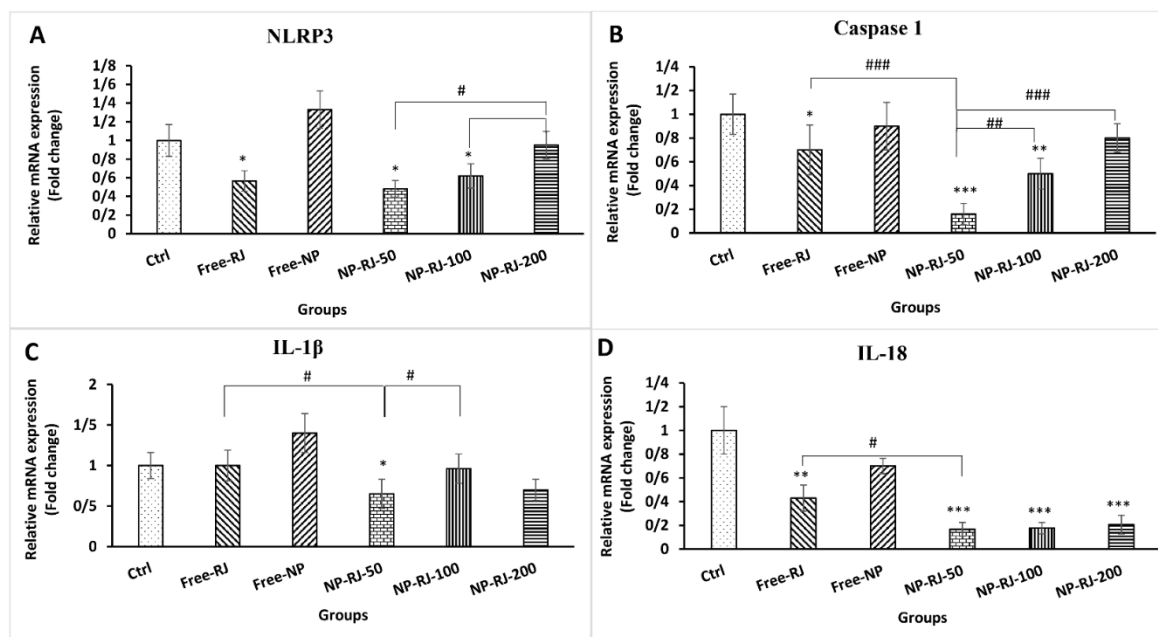 A
NLRP3
Relative mRNA expression
(Fold change)
1/8
1/6
1/4
1/2
1
0/8
0/6
0/4
0/2
0
*
*
*
#
Ctrl
Free-RJ
Free-NP
NP-RJ-50
NP-RJ-100
NP-RJ-200
Groups
B
Caspase 1
Relative mRNA expression
(Fold change)
1/4
1/2
1
0/8
0/6
0/4
0/2
0
###
###
##
*
***
**
Ctrl
Free-RJ
Free-NP
NP-RJ-50
NP-RJ-100
NP-RJ-200
Groups
C
IL-1β
Relative mRNA expression
(Fold change)
2
1/5
1
0/5
0
#
#
*
Ctrl
Free-RJ
Free-NP
NP-RJ-50
NP-RJ-100
NP-RJ-200
Groups
D
IL-18
Relative mRNA expression
(Fold change)
1/4
1/2
1
0/8
0/6
0/4
0/2
0
#
**
***
***
***
Ctrl
Free-RJ
Free-NP
NP-RJ-50
NP-RJ-100
NP-RJ-200
Groups